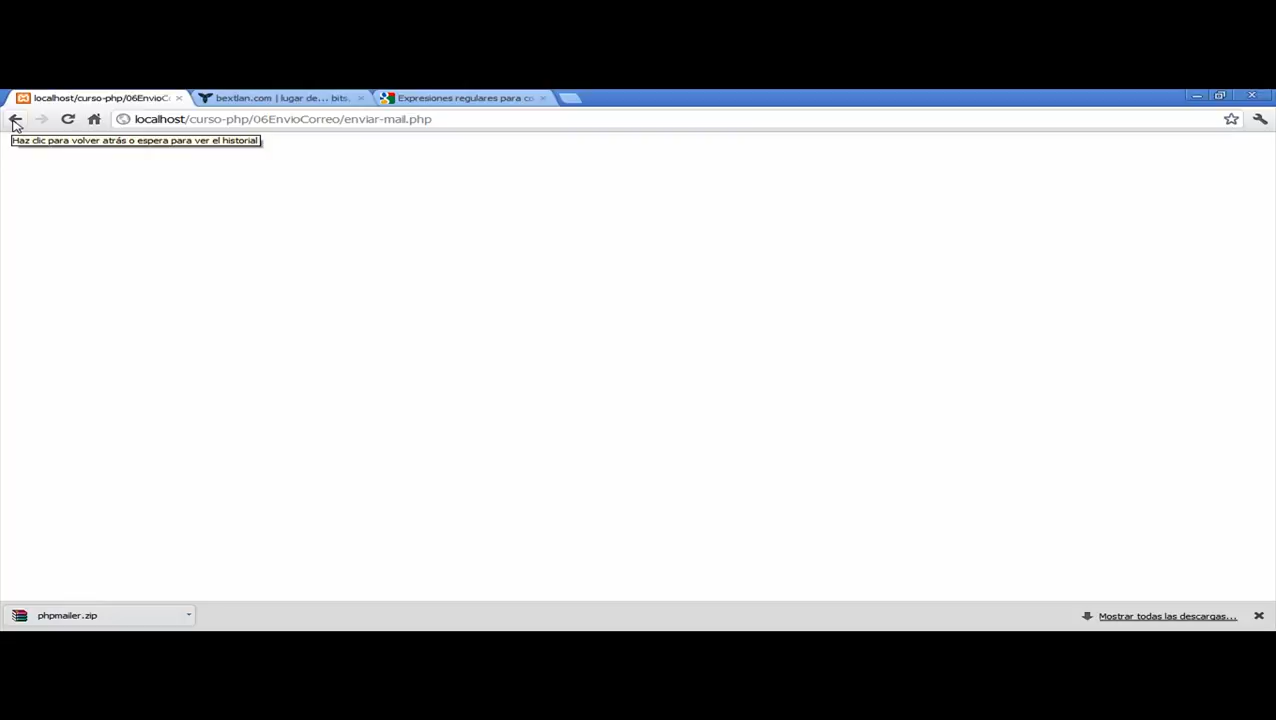 localhost/curso-php/06EnvioCo
bextlan.com | lugar de... bits,
Expresiones regulares para co
localhost/curso-php/06EnvioCorreo/enviar-mail.php
Haz clic para volver atrás o espera para ver el historial
phpmailer.zip
Mostrar todas las descargas...